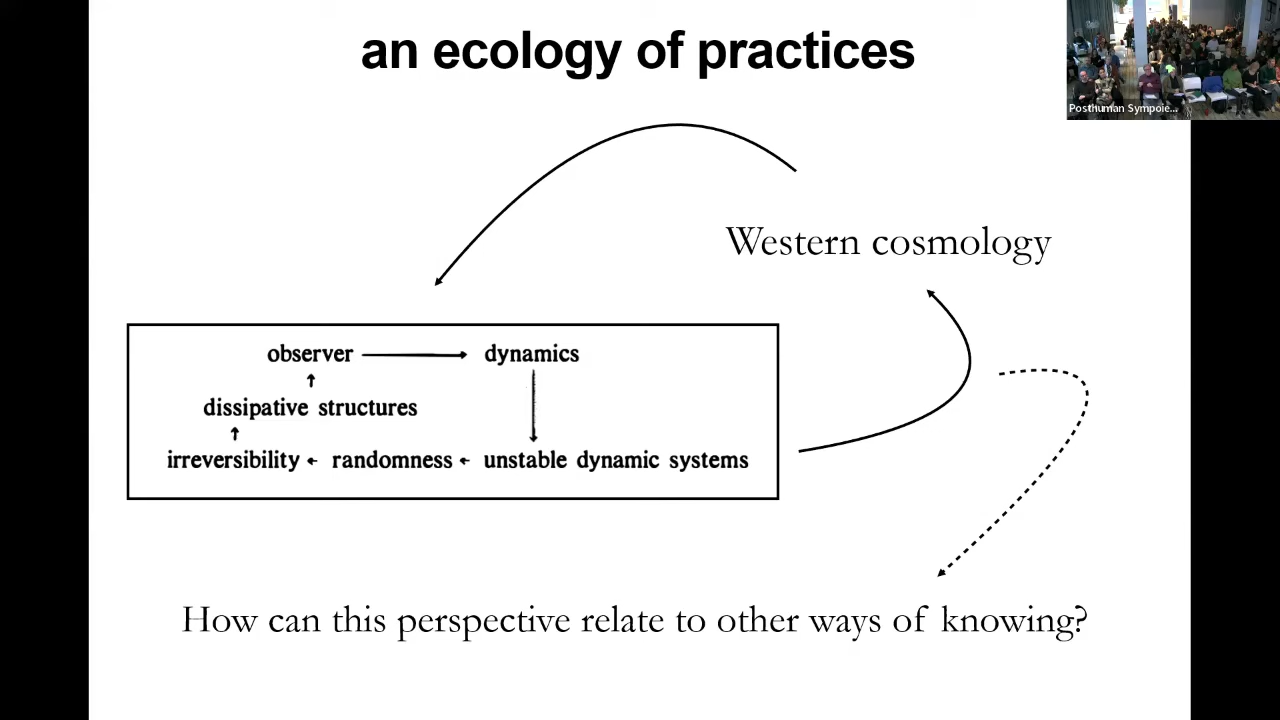 an ecology of practices
Posthuman Sympoie...
Western cosmology
observer dynamics
dissipative structures
irreversibility randomness unstable dynamic systems
How can this perspective relate to other ways of knowing?